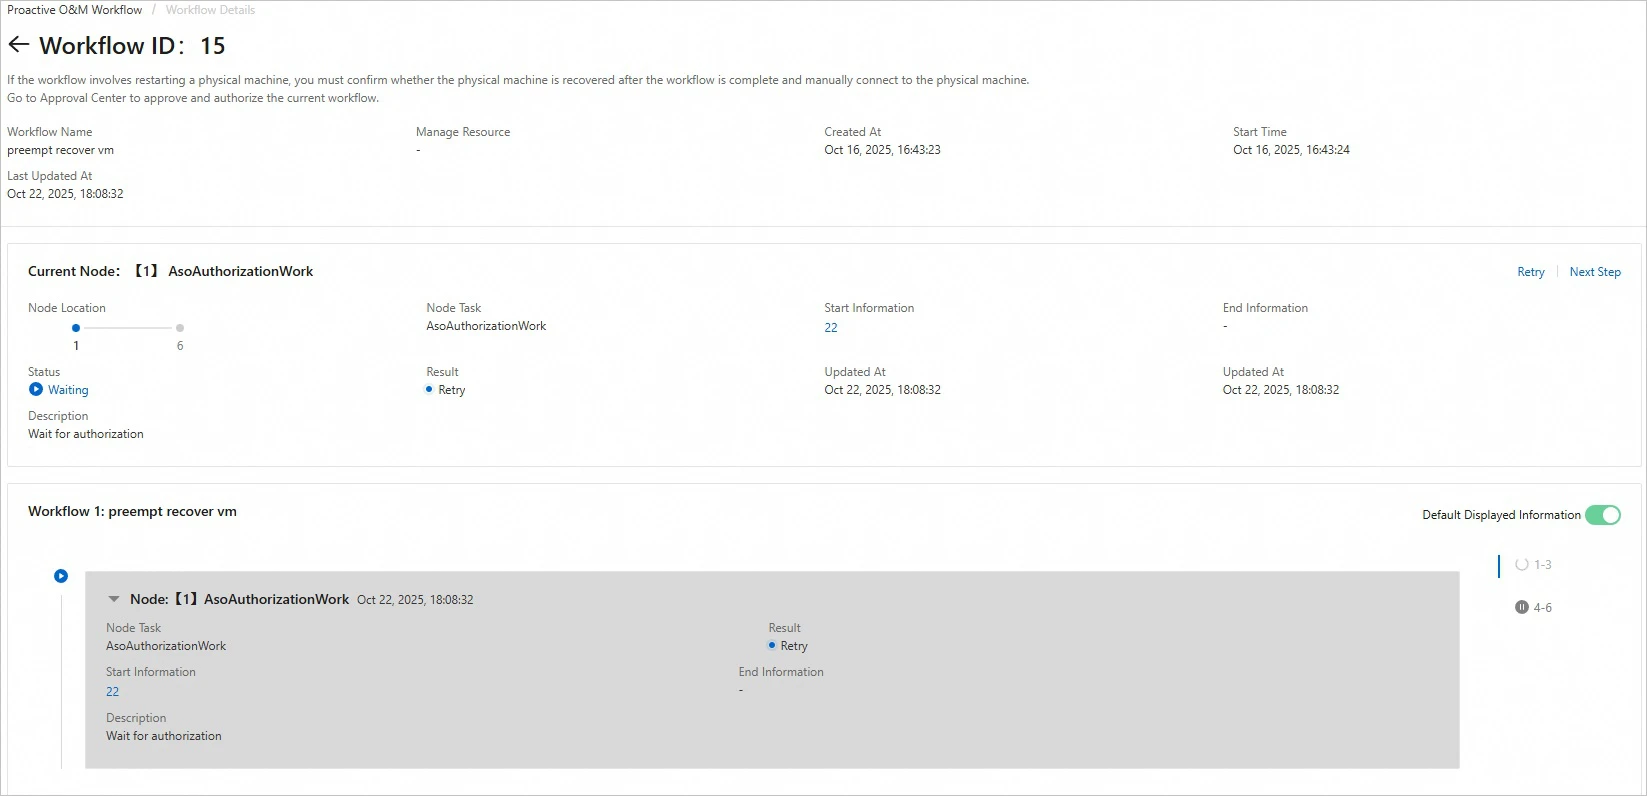 Proactive O&M Workflow / Workflow Details
Workflow ID: 15
If the workflow involves restarting a physical machine, you must confirm whether the physical machine is recovered after the workflow is complete and manually connect to the physical machine.
Go to Approval Center to approve and authorize the current workflow.
Workflow Name
preempt recover vm
Manage Resource
-
Created At
Oct 16, 2025, 16:43:23
Start Time
Oct 16, 2025, 16:43:24
Last Updated At
Oct 22, 2025, 18:08:32
Current Node: 【1】 AsoAuthorizationWork
Retry
Next Step
Node Location
1
6
Node Task
AsoAuthorizationWork
Start Information
22
End Information
-
Status
Waiting
Result
Retry
Updated At
Oct 22, 2025, 18:08:32
Updated At
Oct 22, 2025, 18:08:32
Description
Wait for authorization
Workflow 1: preempt recover vm
Default Displayed Information
Node:【1】AsoAuthorizationWork Oct 22, 2025, 18:08:32
Node Task
AsoAuthorizationWork
Result
Retry
Start Information
22
End Information
-
Description
Wait for authorization
1-3
4-6